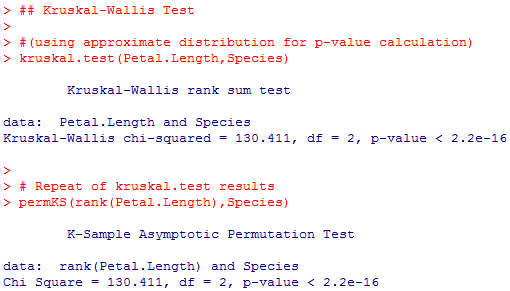 > ## Kruskal-Wallis Test
>
> #(using approximate distribution for p-value calculation)
> kruskal.test(Petal.Length,Species)
Kruskal-Wallis rank sum test
data:  Petal.Length and Species
Kruskal-Wallis chi-squared = 130.411, df = 2, p-value < 2.2e-16
>
> # Repeat of kruskal.test results
> permKS(rank(Petal.Length),Species)
K-Sample Asymptotic Permutation Test
data:  rank(Petal.Length) and Species
Chi Square = 130.411, df = 2, p-value < 2.2e-16